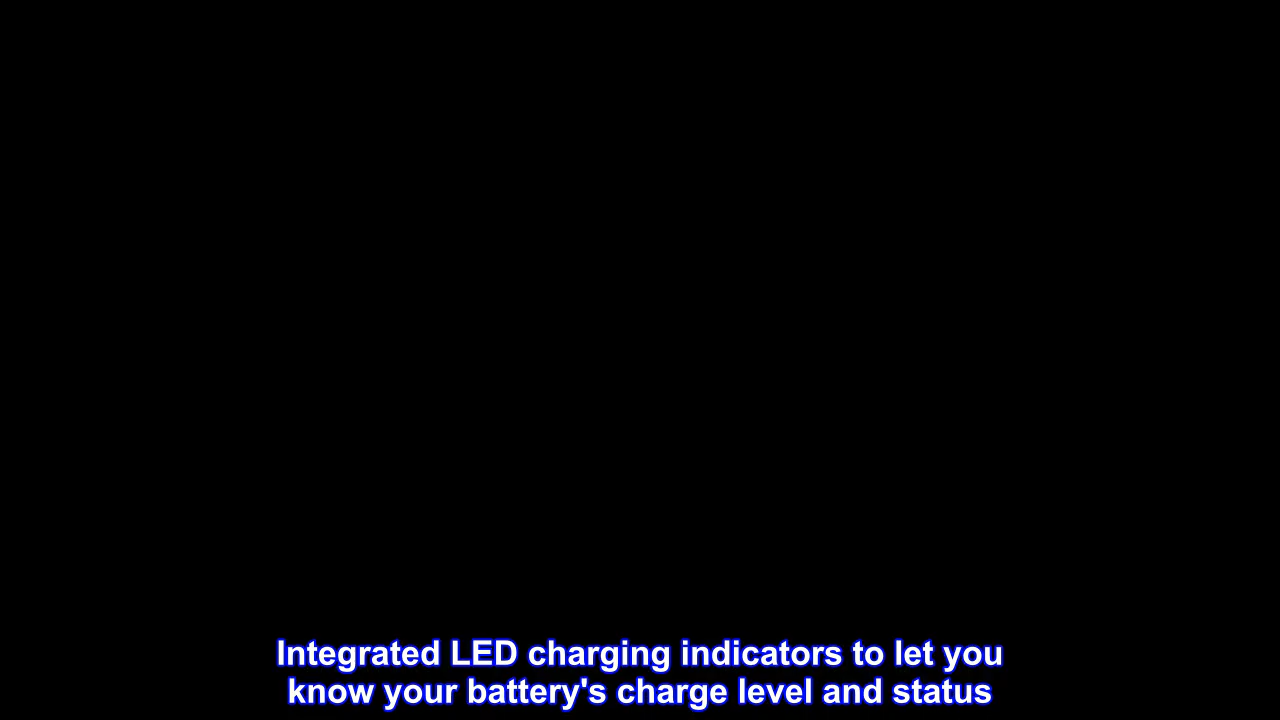 Integrated LED charging indicators to let you
know your battery's charge level and status